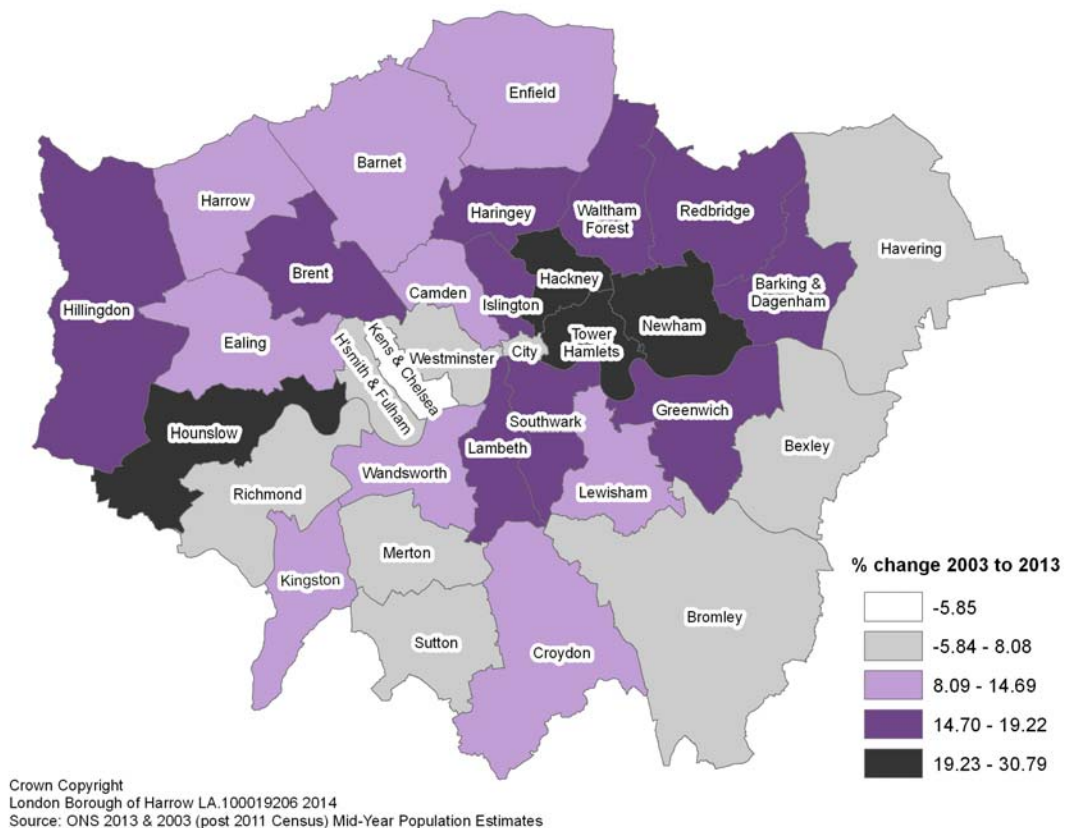 Enfield
Barnet
Harrow
Haringey
Waltham
Forest
Redbridge
Havering
Brent
Hackney
Hillingdon
Camden
Islington
Barking &
Dagenham
Ealing
Newham
Kens & Chelsea
H'smith & Fulham
Westminster
City
Tower
Hamlets
Hounslow
Southwark
Greenwich
Lambeth
Bexley
Wandsworth
Richmond
Lewisham
Merton
Kingston
Bromley
Sutton
Croydon
% change 2003 to 2013
-5.85
-5.84 - 8.08
8.09 - 14.69
14.70 - 19.22
19.23 - 30.79
Crown Copyright
London Borough of Harrow LA.100019206 2014
Source: ONS 2013 & 2003 (post 2011 Census) Mid-Year Population Estimates